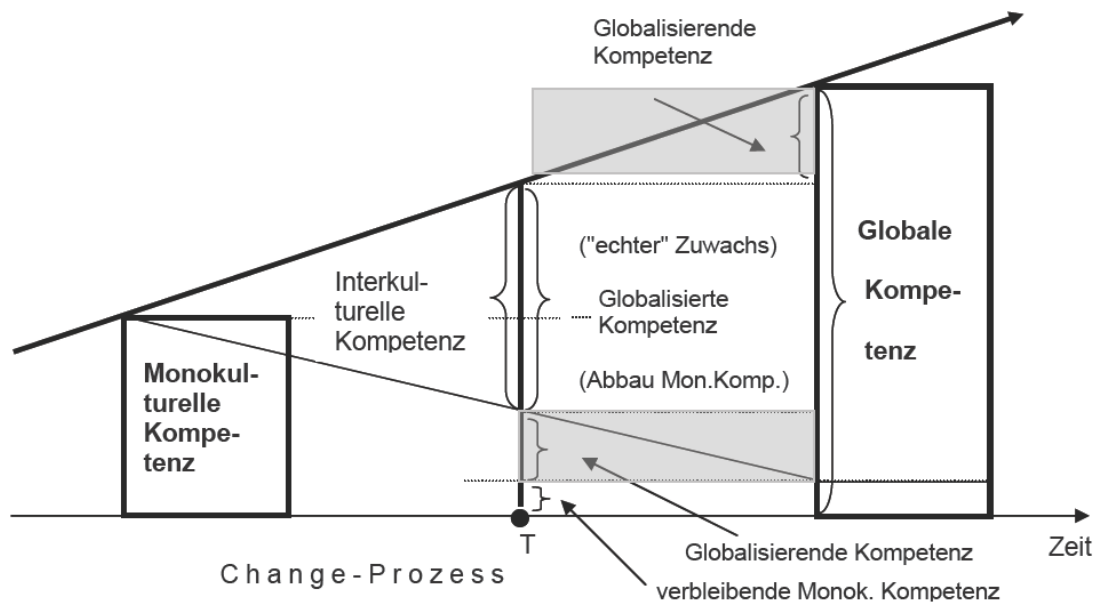 Globalisierende
Kompetenz
("echter" Zuwachs)
Globale
Kompe-
tenz
Interkul-
turelle
Kompetenz
Globalisierte
Kompetenz
Monokul-
turelle
Kompe-
tenz
(Abbau Mon.Komp.)
T
Zeit
Globalisierende Kompetenz
Change-Prozess
verbleibende Monok. Kompetenz